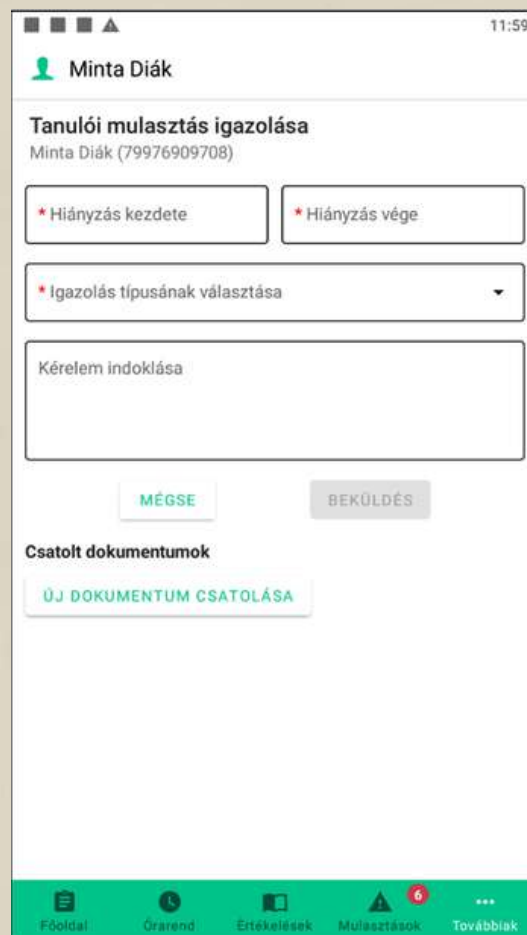 11:59
Minta Diák
Tanulói mulasztás igazolása
Minta Diák (79976909708)
* Hiányzás kezdete
* Hiányzás vége
* Igazolás típusának választása
Kérelem indoklása
MÉGSE
BEKÜLDÉS
Csatolt dokumentumok
ÚJ DOKUMENTUM CSATOLÁSA
6
Főoldal Órarend Értékelések Mulasztások Továbbiak